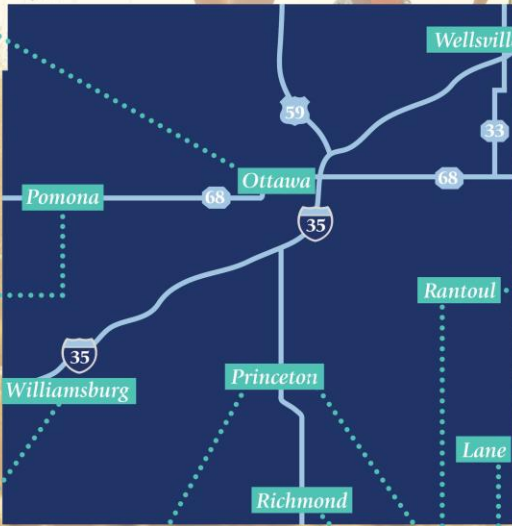 Wellsvill
59
33
Ottawa
68
Pomona
68
35
Rantoul
35
Princeton
Williamsburg
Lane
Richmond